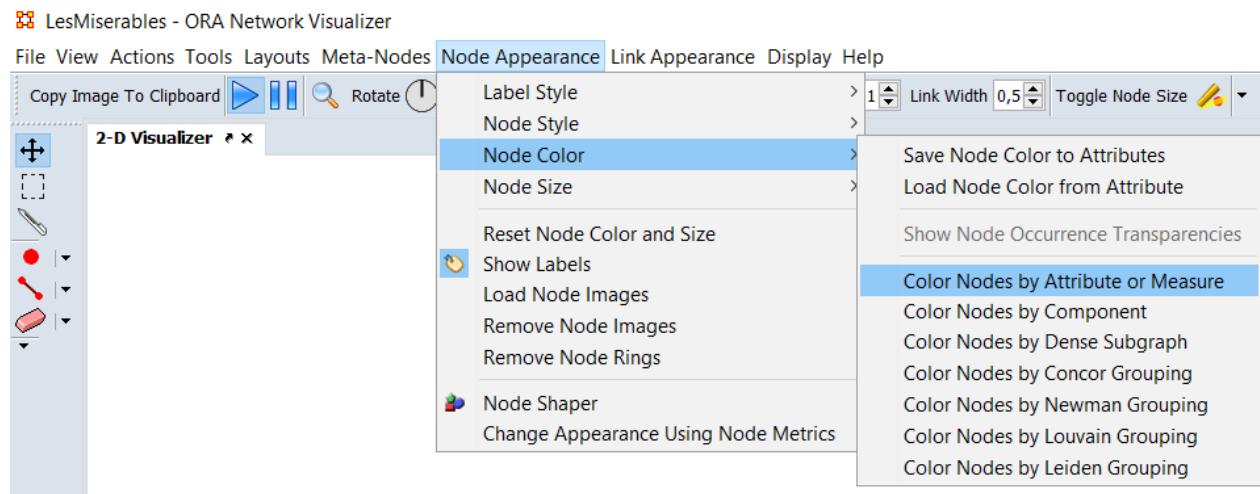 LesMiserables - ORA Network Visualizer
File View Actions Tools Layouts Meta-Nodes Node Appearance Link Appearance Display Help
Copy Image To Clipboard Rotate 1 Link Width 0,5 Toggle Node Size
2-D Visualizer
Label Style
Node Style
Node Color
Node Size
Reset Node Color and Size
Show Labels
Load Node Images
Remove Node Images
Remove Node Rings
Node Shaper
Change Appearance Using Node Metrics
Save Node Color to Attributes
Load Node Color from Attribute
Show Node Occurrence Transparencies
Color Nodes by Attribute or Measure
Color Nodes by Component
Color Nodes by Dense Subgraph
Color Nodes by Concor Grouping
Color Nodes by Newman Grouping
Color Nodes by Louvain Grouping
Color Nodes by Leiden Grouping